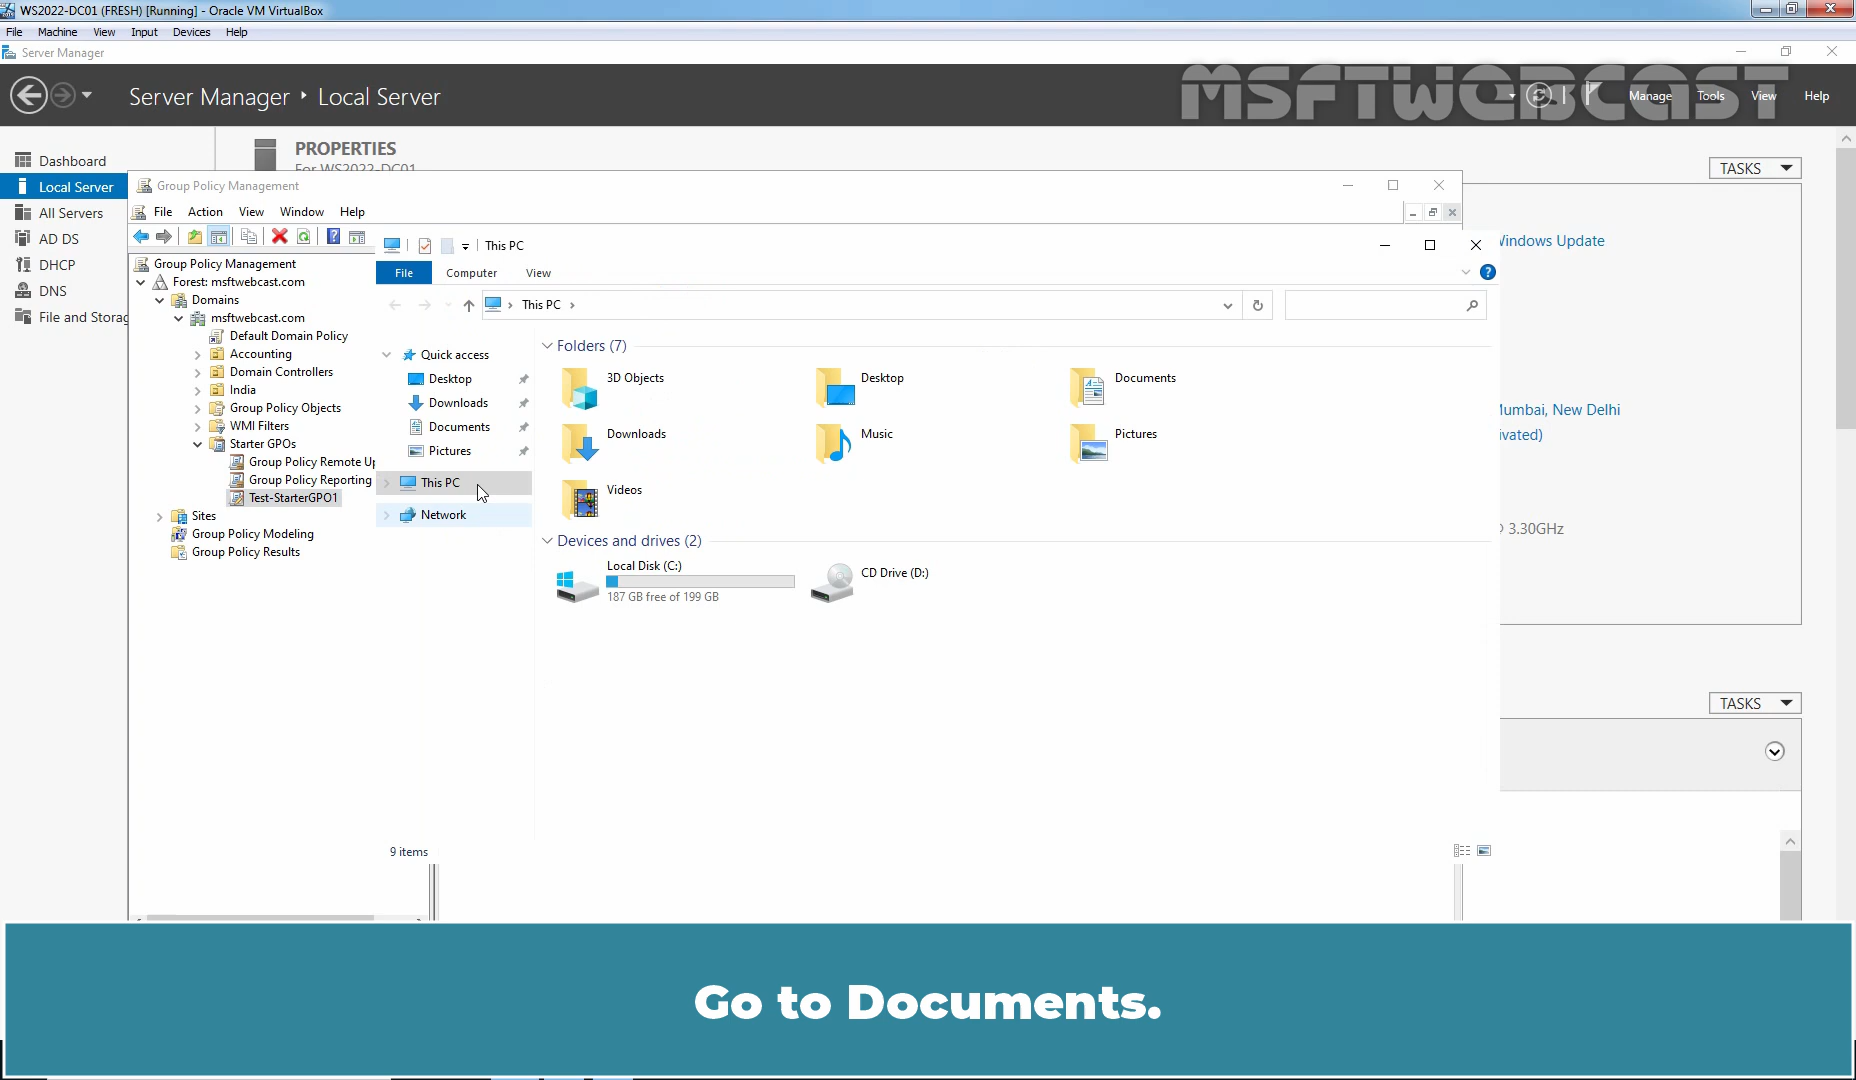 WS2022-DC01 (FRESH) [Running] - Oracle VM VirtualBox
File Machine View Input Devices Help
Server Manager
Server Manager Local Server
MSFTWEBCAST
Manage Tools View Help
Dashboard
Local Server
All Servers
AD DS
DHCP
DNS
File and Storag
PROPERTIES
For WS2022-DC01
TASKS
Windows Update
Mumbai, New Delhi
ivated)
3.30GHz
TASKS
Group Policy Management
File Action View Window Help
Group Policy Management
Forest: msftwebcast.com
Domains
msftwebcast.com
Default Domain Policy
Accounting
Domain Controllers
India
Group Policy Objects
WMI Filters
Starter GPOs
Group Policy Remote Up
Group Policy Reporting
Test-StarterGPO1
Sites
Group Policy Modeling
Group Policy Results
This PC
File Computer View
This PC
Quick access
Desktop
Downloads
Documents
Pictures
This PC
Network
Folders (7)
3D Objects
Desktop
Documents
Downloads
Music
Pictures
Videos
Devices and drives (2)
Local Disk (C:)
187 GB free of 199 GB
CD Drive (D:)
9 items
Go to Documents.